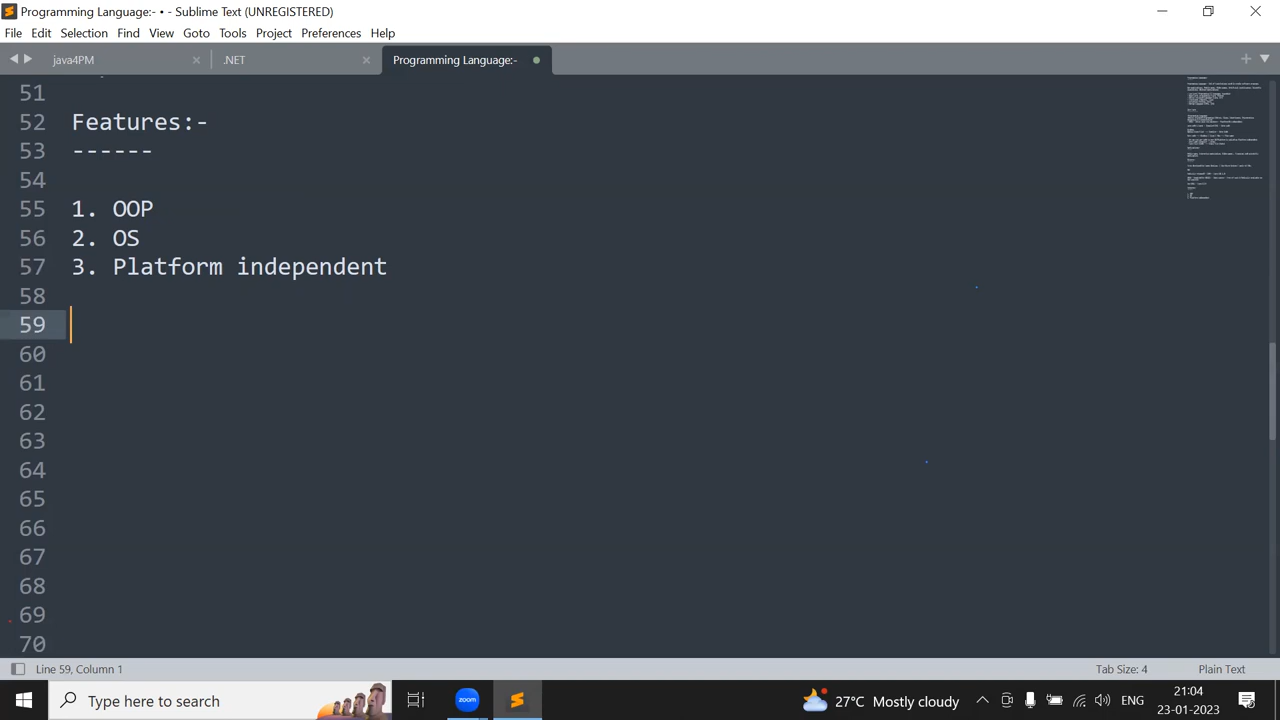 Programming Language:- • - Sublime Text (UNREGISTERED)
File Edit Selection Find View Goto Tools Project Preferences Help
java4PM .NET Programming Language:-
51
52 Features:-
53 ------
54
55 1. OOP
56 2. OS
57 3. Platform independent
58
59
60
61
62
63
64
65
66
67
68
69
70
Line 59, Column 1 Tab Size: 4 Plain Text
Type here to search zoom 27°C Mostly cloudy ENG 21:04
23-01-2023